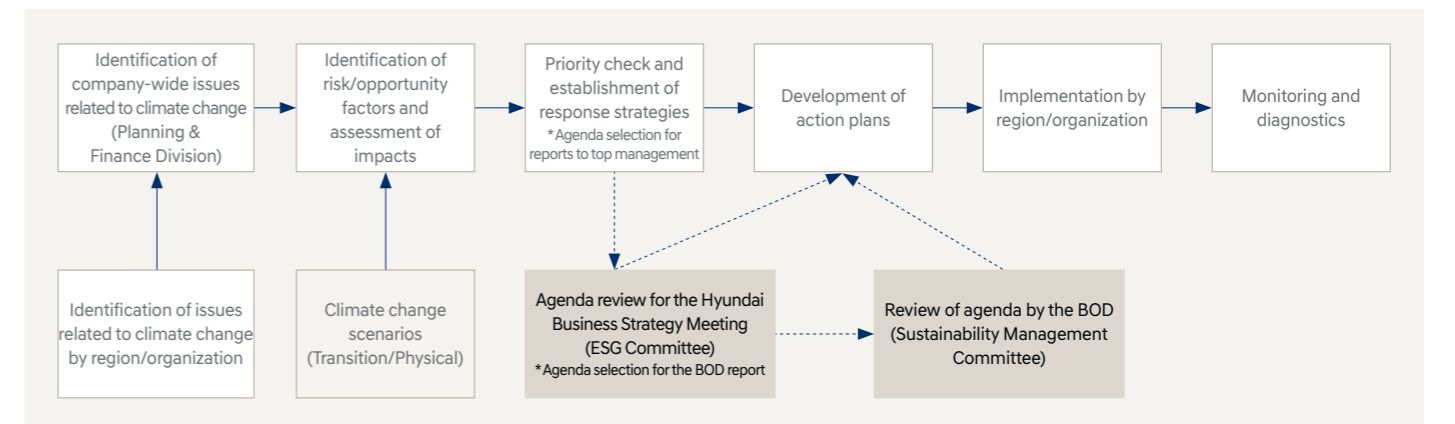 Identification of
company-wide issues
related to climate change
(Planning &
Finance Division)
Identification of
risk/opportunity
factors and
assessment of
impacts
Priority check and
establishment of
response strategies
*Agenda selection for
reports to top management
Development of
action plans
Implementation by
region/organization
Monitoring and
diagnostics
Identification of issues
related to climate change
by region/organization
Climate change
scenarios
(Transition/Physical)
Agenda review for the Hyundai
Business Strategy Meeting
(ESG Committee)
*Agenda selection for the BOD report
Review of agenda by the BOD
(Sustainability Management
Committee)